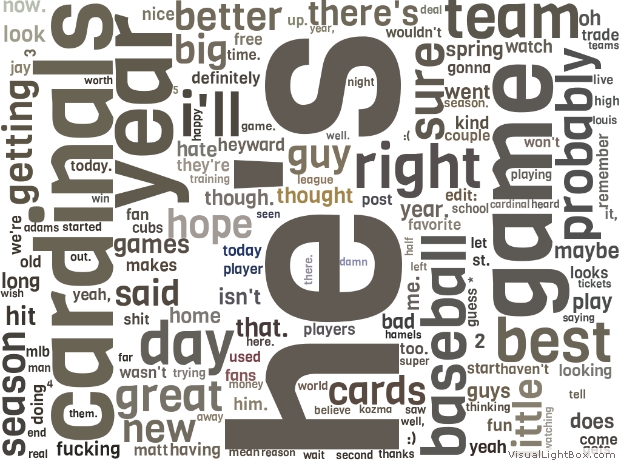 now.
nice
better
up.
there's
deal
team
oh
look
year,
wouldn't
trade
3
jay
big
free
time.
sure
spring
watch
teams
cardinals
year
definitely
gonna
worth
5
i'll
he's
night
went
season.
game
live
probably
high
getting
happy
game.
well.
:(
kind
couple
louis
hate
heyward
guy
right
won't
remember
today.
they're
training
league
playing
win
though.
thought
post
edit:
school
cardinal
heard
it,
we're
adams
started
fan
cubs
hope
seen
year,
favorite
games
today
there.
damn
half
baseball
let
maybe
old
out.
makes
player
left
st.
looks
long
tickets
wish
yeah,
said
isn't
me.
guess
*
play
hit
shit
home
that.
players
bad
saying
hamels
2
best
season
mlb
day
here.
too.
super
man
far
wasn't
trying
used
fans
start
haven't
looking
4
doing
great
money
world
cards
guys
little
tell
them.
away
him.
believe
kozma
saw
thinking
watching
end
new
well,
fun
does
real
fucking
matt
having
mean
reason
wait
second
thanks
:)
yeah
come
gets
VisualLightBox.com